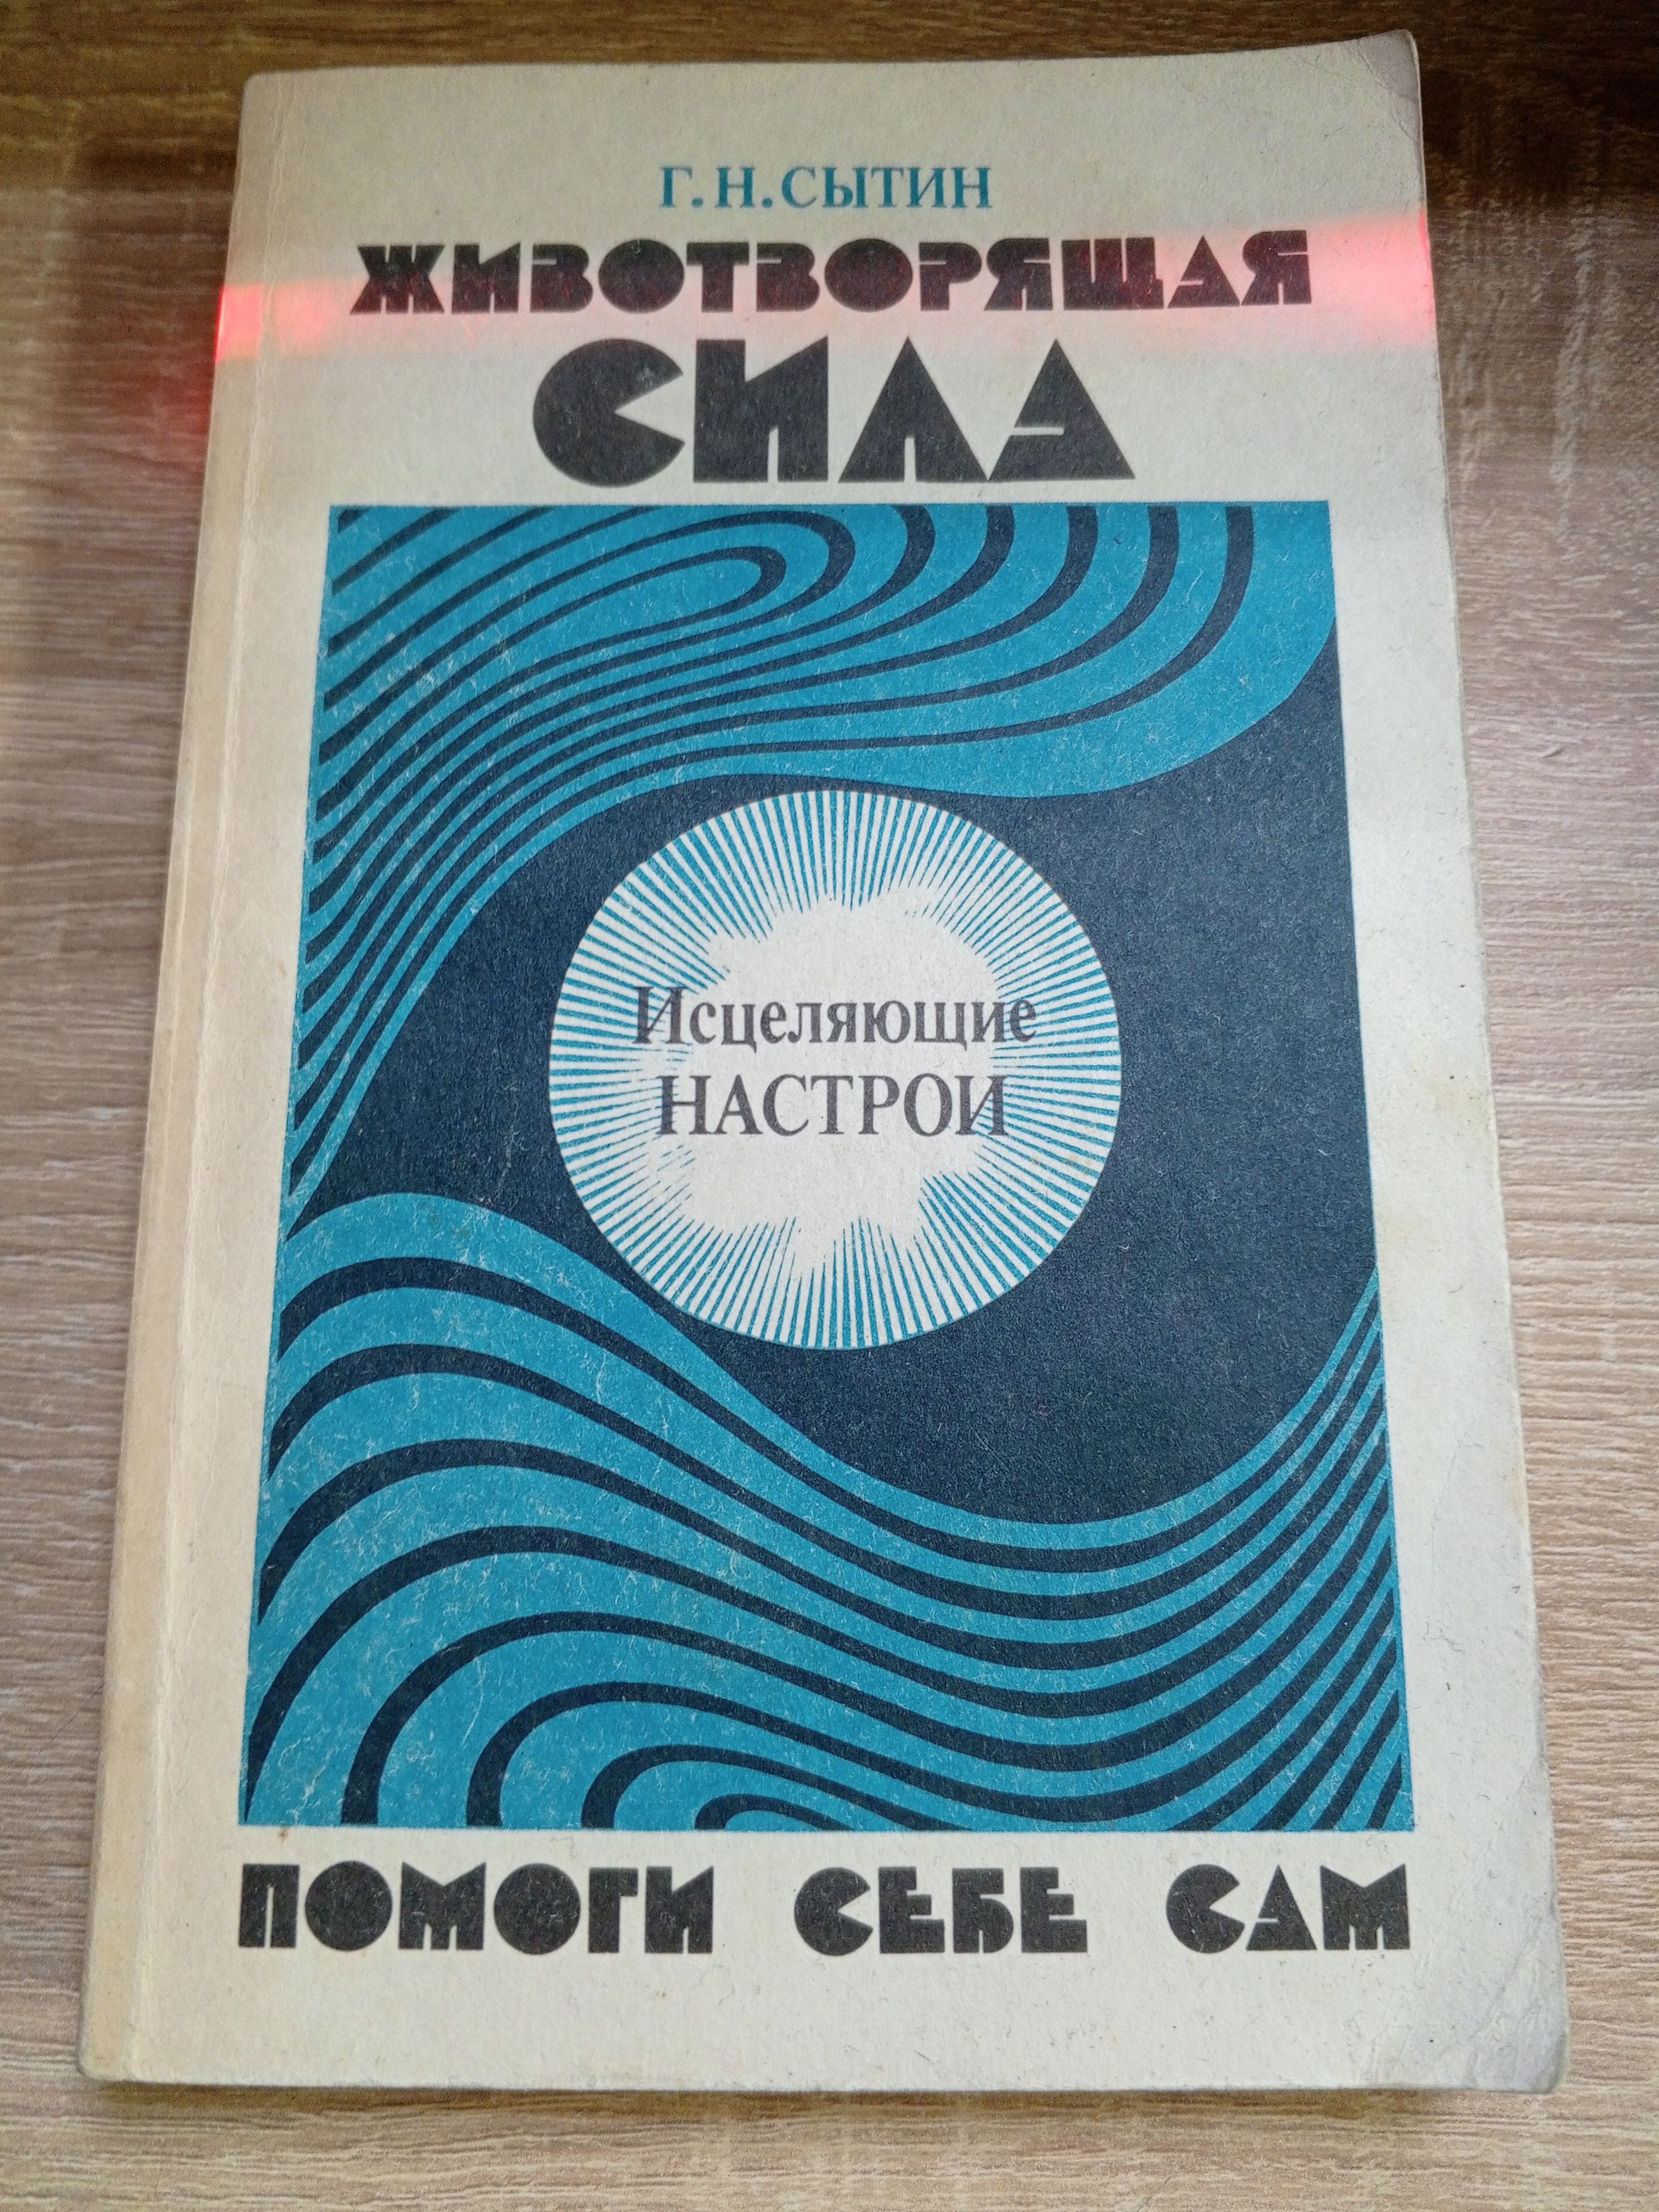 Г. Н. СЫТИН
ЖИВОТВОРЯЩАЯ
СИЛА
Исцеляющие
НАСТРОИ
ПОМОГИ СЕБЕ САМ